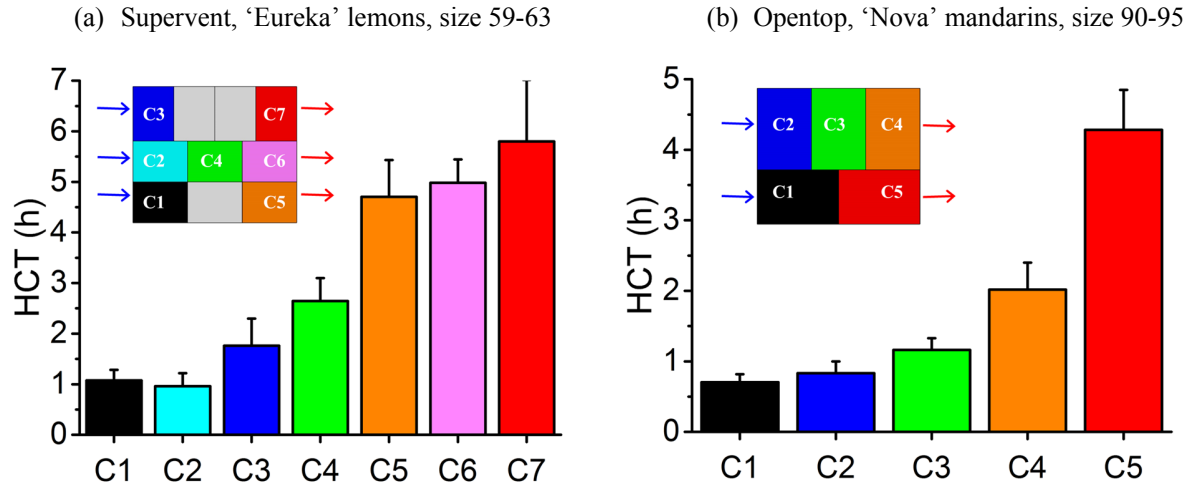 (a) Supervent, ‘Eureka’ lemons, size 59-63
HCT (h)
7
6
5
4
3
2
1
0
C3 C7
C2 C4 C6
C1 C5
C1 C2 C3 C4 C5 C6 C7
(b) Opentop, ‘Nova’ mandarins, size 90-95
HCT (h)
5
4
3
2
1
0
C2 C3 C4
C1 C5
C1 C2 C3 C4 C5